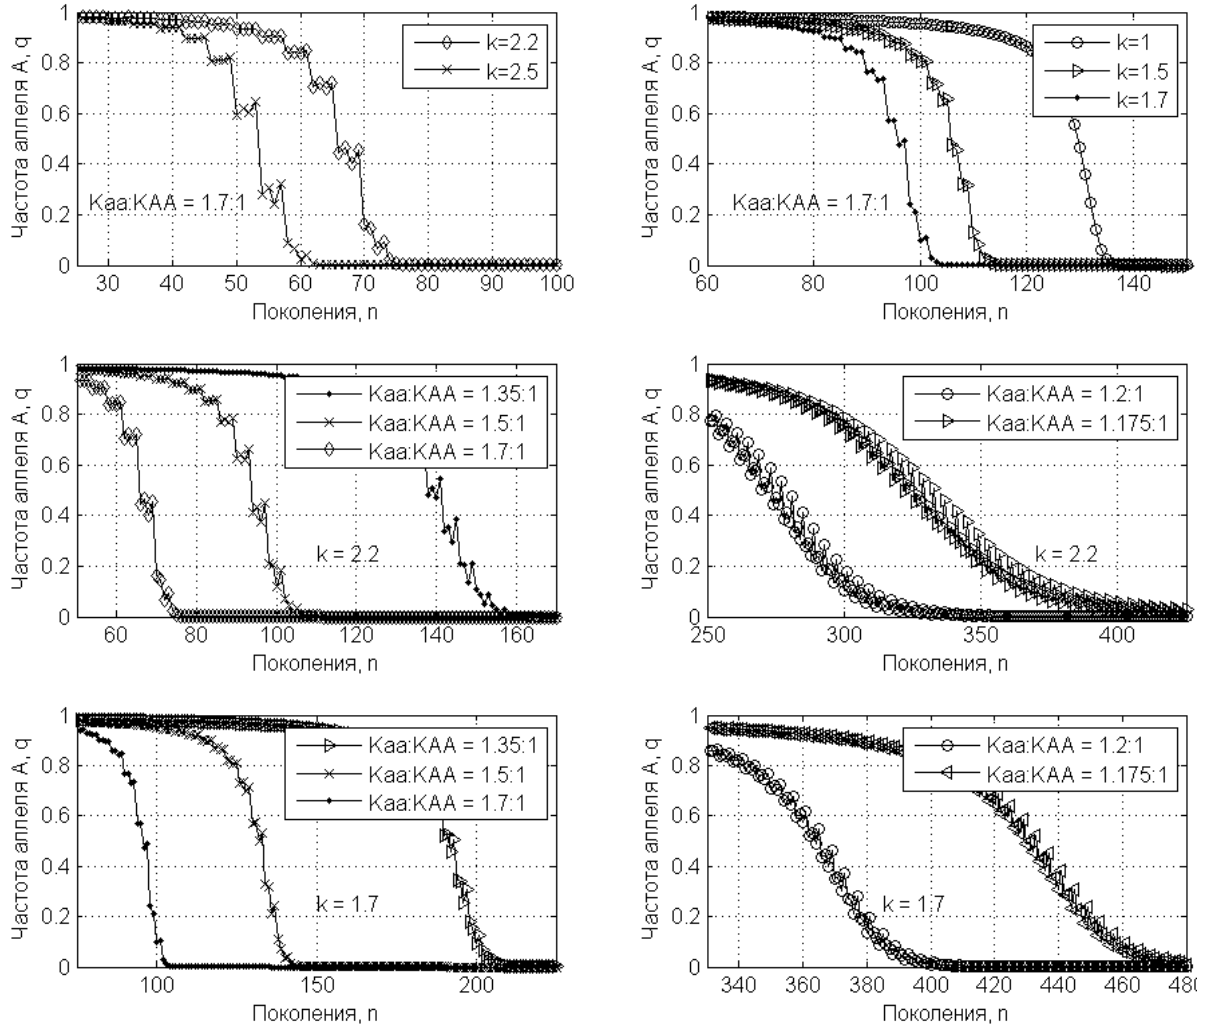 1
0.8
0.6
0.4
0.2
0
Частота аллеля A, q
k=2.2
k=2.5
Kaa:KAA = 1.7:1
30 40 50 60 70 80 90 100
Поколения, n
1
0.8
0.6
0.4
0.2
0
Частота аллеля A, q
k=1
k=1.5
k=1.7
Kaa:KAA = 1.7:1
60 80 100 120 140
Поколения, n
1
0.8
0.6
0.4
0.2
0
Частота аллеля A, q
Kaa:KAA = 1.35:1
Kaa:KAA = 1.5:1
Kaa:KAA = 1.7:1
k = 2.2
60 80 100 120 140 160
Поколения, n
1
0.8
0.6
0.4
0.2
0
Частота аллеля A, q
Kaa:KAA = 1.2:1
Kaa:KAA = 1.175:1
k = 2.2
250 300 350 400
Поколения, n
1
0.8
0.6
0.4
0.2
0
Частота аллеля A, q
Kaa:KAA = 1.35:1
Kaa:KAA = 1.5:1
Kaa:KAA = 1.7:1
k = 1.7
100 150 200
Поколения, n
1
0.8
0.6
0.4
0.2
0
Частота аллеля A, q
Kaa:KAA = 1.2:1
Kaa:KAA = 1.175:1
k = 1.7
340 360 380 400 420 440 460 480
Поколения, n